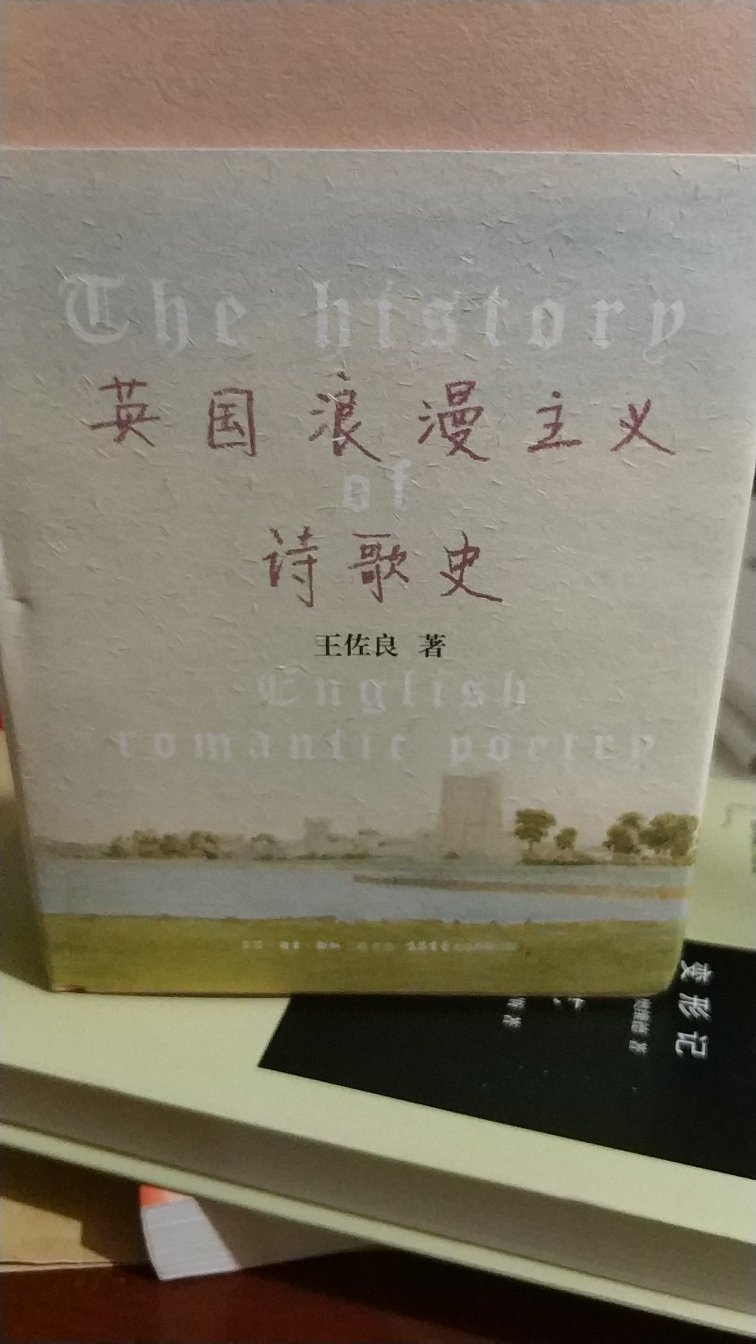 The history
英国浪漫主义
of
诗歌史
王佐良 著
English
romantic poetry
变形记